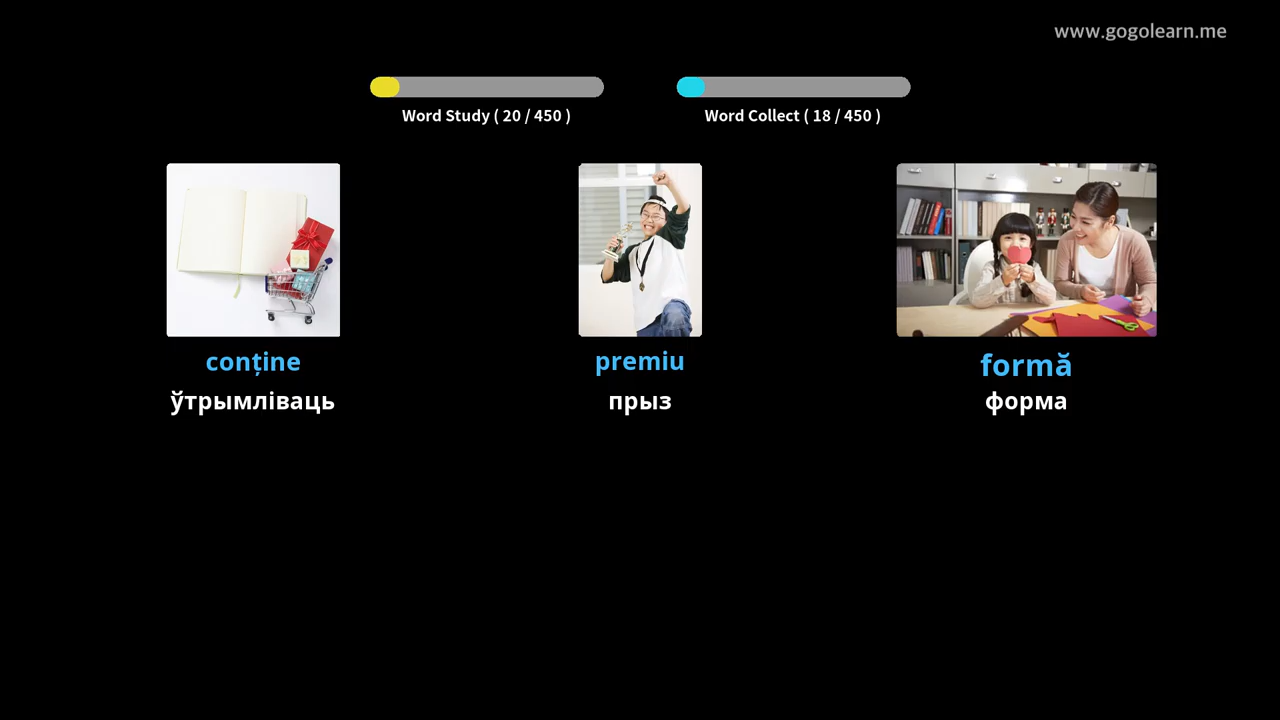 www.gogolearn.me
Word Study ( 20 / 450 )
Word Collect ( 18 / 450 )
conține
premiu
formă
ўтрымліваць
прыз
форма